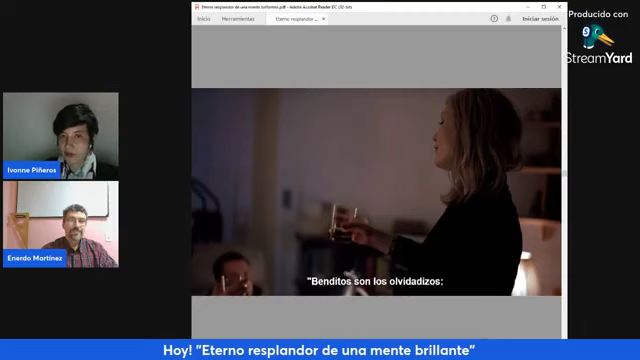 Eterno resplandor de una mente brillante.pdf - Adobe Acrobat Reader DC (32-bit)
Inicio Herramientas Eterno resplandor ... × Iniciar sesión
Producido con
StreamYard
Ivonne Piñeros
Enerdo Martínez
"Benditos son los olvidadizos;
Hoy! "Eterno resplandor de una mente brillante"